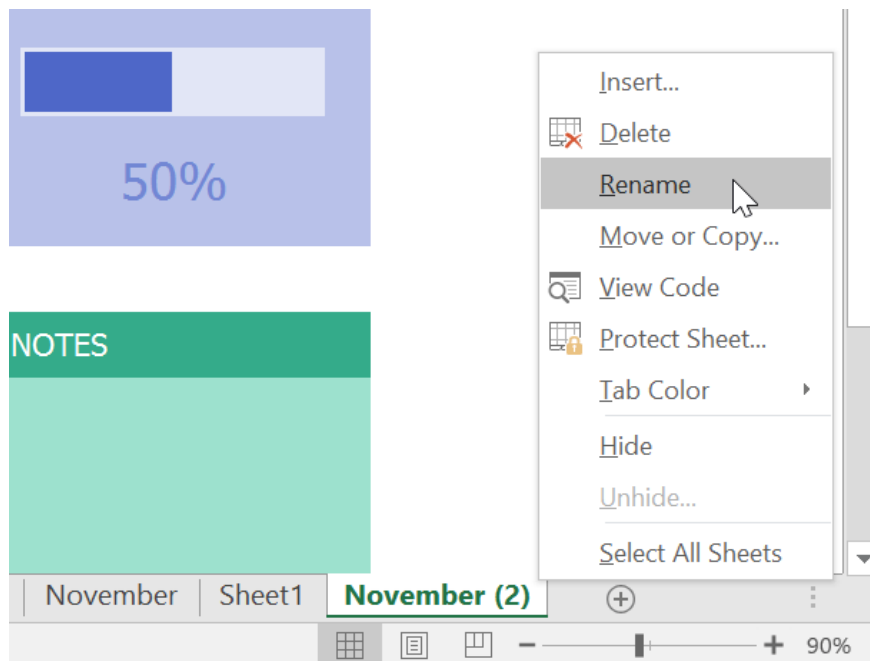 50%
NOTES
Insert...
Delete
Rename
Move or Copy...
View Code
Protect Sheet...
Tab Color
Hide
Unhide...
Select All Sheets
November Sheet1 November (2)
90%